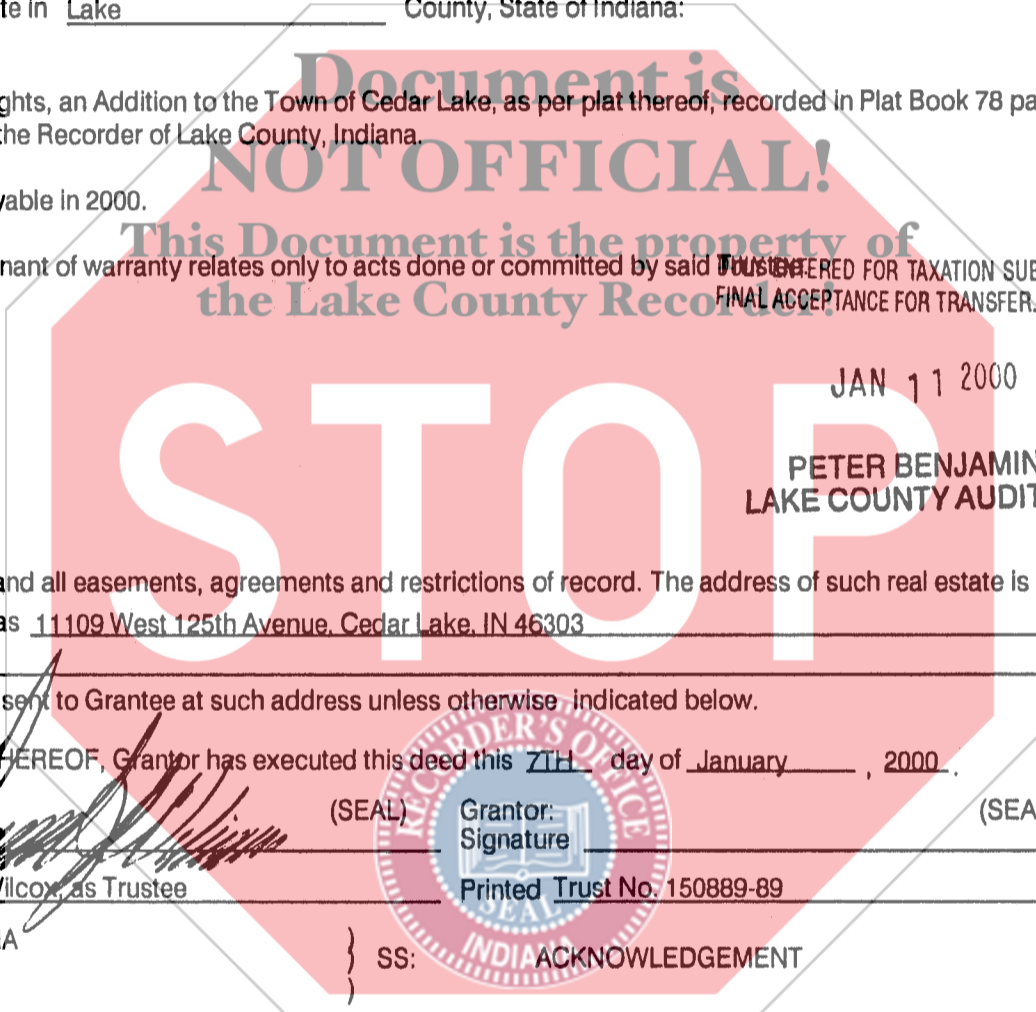 te in Lake County, State of Indiana:
Document is
ghts, an Addition to the Town of Cedar Lake, as per plat thereof, recorded in Plat Book 78 pa
the Recorder of Lake County, Indiana.
NOT OFFICIAL!
yable in 2000.
This Document is the property of
nant of warranty relates only to acts done or committed by said Trustee.
ENTERED FOR TAXATION SUB
the Lake County Recorder!
FINAL ACCEPTANCE FOR TRANSFER.
JAN 11 2000
STOP
PETER BENJAMIN
LAKE COUNTY AUDIT
and all easements, agreements and restrictions of record. The address of such real estate is
as 11109 West 125th Avenue, Cedar Lake, IN 46303
sent to Grantee at such address unless otherwise indicated below.
HEREOF, Grantor has executed this deed this 7TH day of January, 2000.
RECORDER'S OFFICE
(SEAL) Grantor: (SEA
Signature
ilcox, as Trustee Printed Trust No. 150889-89
SEAL
INDIANA
A
} SS: ACKNOWLEDGEMENT
)